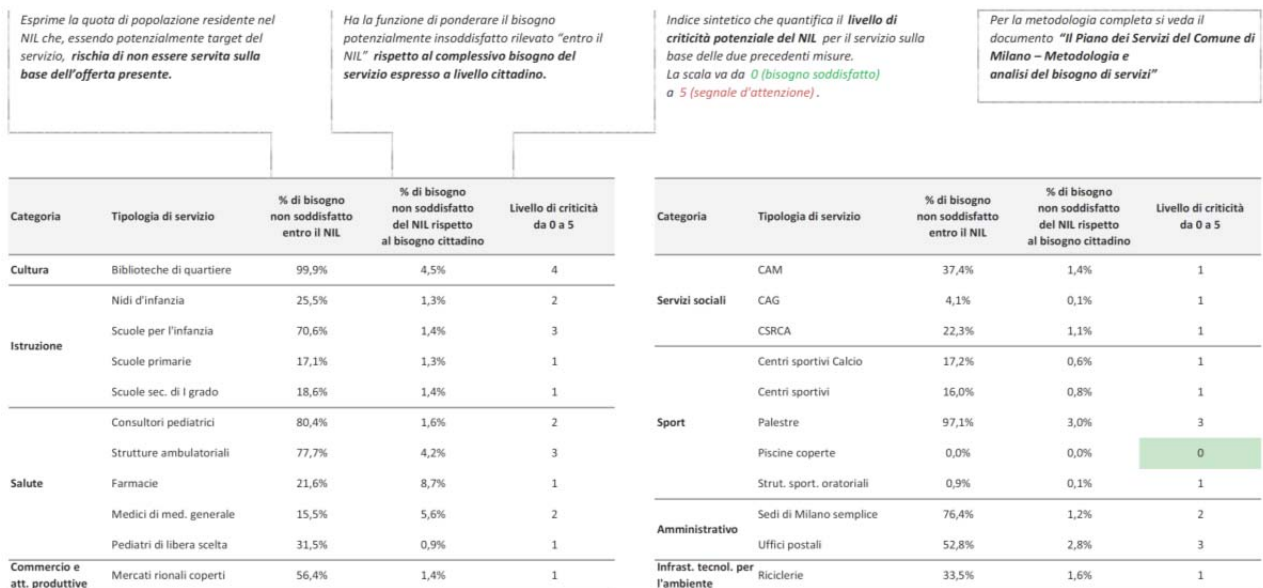 Esprime la quota di popolazione residente nel
NIL che, essendo potenzialmente target del
servizio, rischia di non essere servita sulla
base dell'offerta presente.
Ha la funzione di ponderare il bisogno
potenzialmente insoddisfatto rilevato "entro il
NIL" rispetto al complessivo bisogno del
servizio espresso a livello cittadino.
Indice sintetico che quantifica il livello di
criticità potenziale del NIL per il servizio sulla
base delle due precedenti misure.
La scala va da 0 (bisogno soddisfatto)
a 5 (segnale d'attenzione) .
Per la metodologia completa si veda il
documento "Il Piano dei Servizi del Comune di
Milano – Metodologia e
analisi del bisogno di servizi"
Categoria Tipologia di servizio % di bisogno non soddisfatto entro il NIL % di bisogno non soddisfatto del NIL rispetto al bisogno cittadino Livello di criticità da 0 a 5
Cultura Biblioteche di quartiere 99,9% 4,5% 4
Istruzione Nidi d'infanzia 25,5% 1,3% 2
Scuole per l'infanzia 70,6% 1,4% 3
Scuole primarie 17,1% 1,3% 1
Scuole sec. di I grado 18,6% 1,4% 1
Salute Consultori pediatrici 80,4% 1,6% 2
Strutture ambulatoriali 77,7% 4,2% 3
Farmacie 21,6% 8,7% 1
Medici di med. generale 15,5% 5,6% 2
Pediatri di libera scelta 31,5% 0,9% 1
Commercio e att. produttive Mercati rionali coperti 56,4% 1,4% 1
Categoria Tipologia di servizio % di bisogno non soddisfatto entro il NIL % di bisogno non soddisfatto del NIL rispetto al bisogno cittadino Livello di criticità da 0 a 5
Servizi sociali CAM 37,4% 1,4% 1
CAG 4,1% 0,1% 1
CSRCA 22,3% 1,1% 1
Sport Centri sportivi Calcio 17,2% 0,6% 1
Centri sportivi 16,0% 0,8% 1
Palestre 97,1% 3,0% 3
Piscine coperte 0,0% 0,0% 0
Strut. sport. oratoriali 0,9% 0,1% 1
Amministrativo Sedi di Milano semplice 76,4% 1,2% 2
Uffici postali 52,8% 2,8% 3
Infrast. tecnol. per l'ambiente Riciclerie 33,5% 1,6% 1